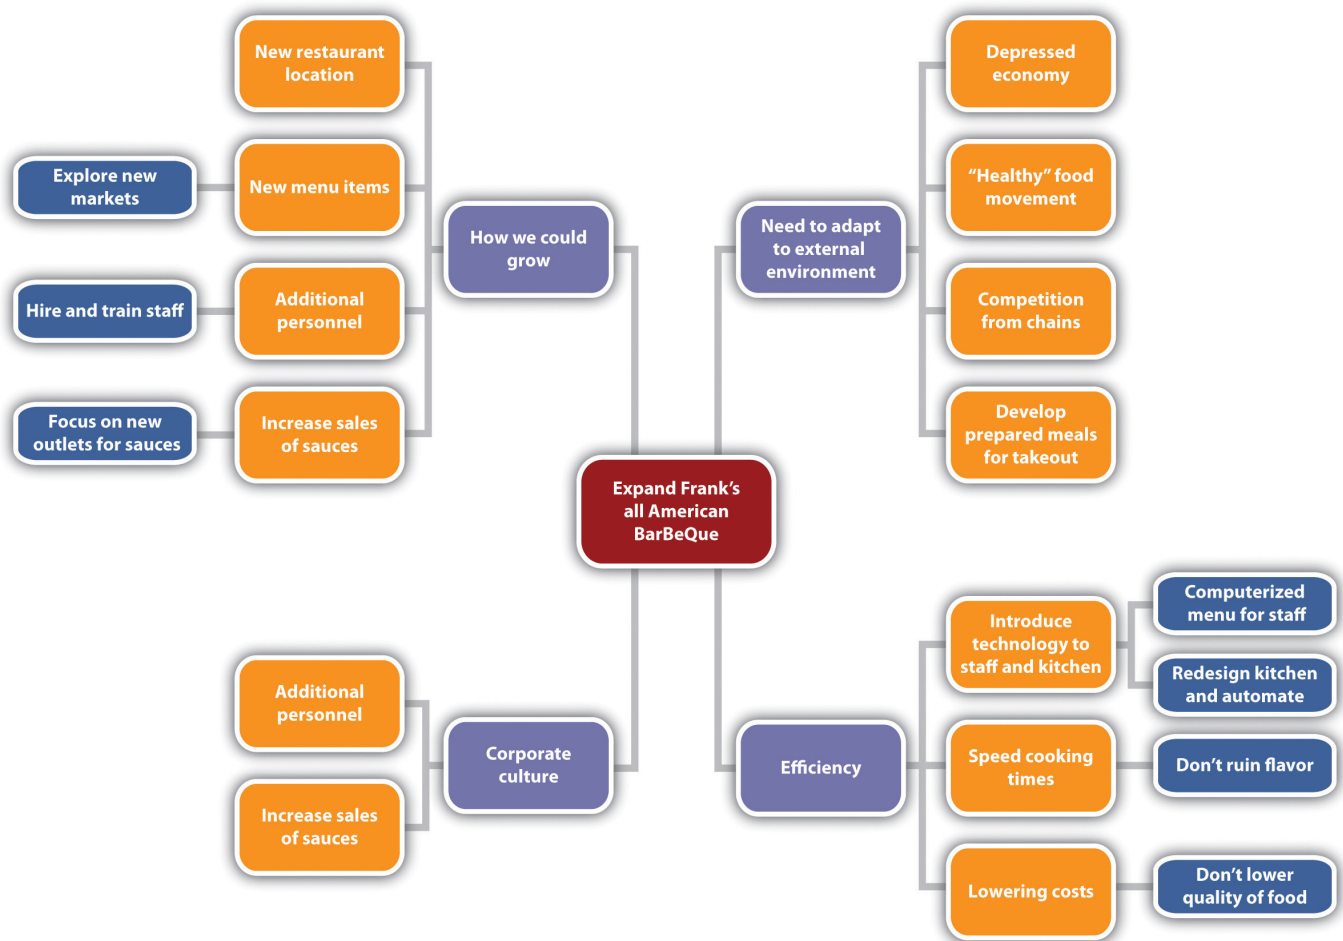 New restaurant
location
Explore new
markets
New menu items
Hire and train staff
Additional
personnel
Focus on new
outlets for sauces
Increase sales
of sauces
How we could
grow
Need to adapt
to external
environment
Depressed
economy
“Healthy” food
movement
Competition
from chains
Develop
prepared meals
for takeout
Expand Frank’s
all American
BarBeQue
Additional
personnel
Increase sales
of sauces
Corporate
culture
Efficiency
Introduce
technology to
staff and kitchen
Computerized
menu for staff
Redesign kitchen
and automate
Speed cooking
times
Don’t ruin flavor
Lowering costs
Don’t lower
quality of food